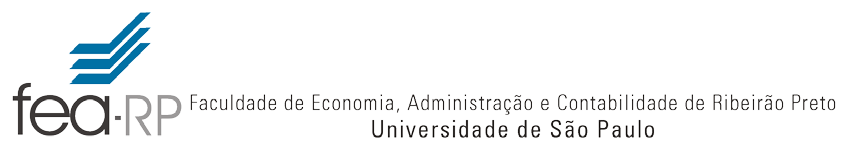 fea-RP
Faculdade de Economia, Administração e Contabilidade de Ribeirão Preto
Universidade de São Paulo